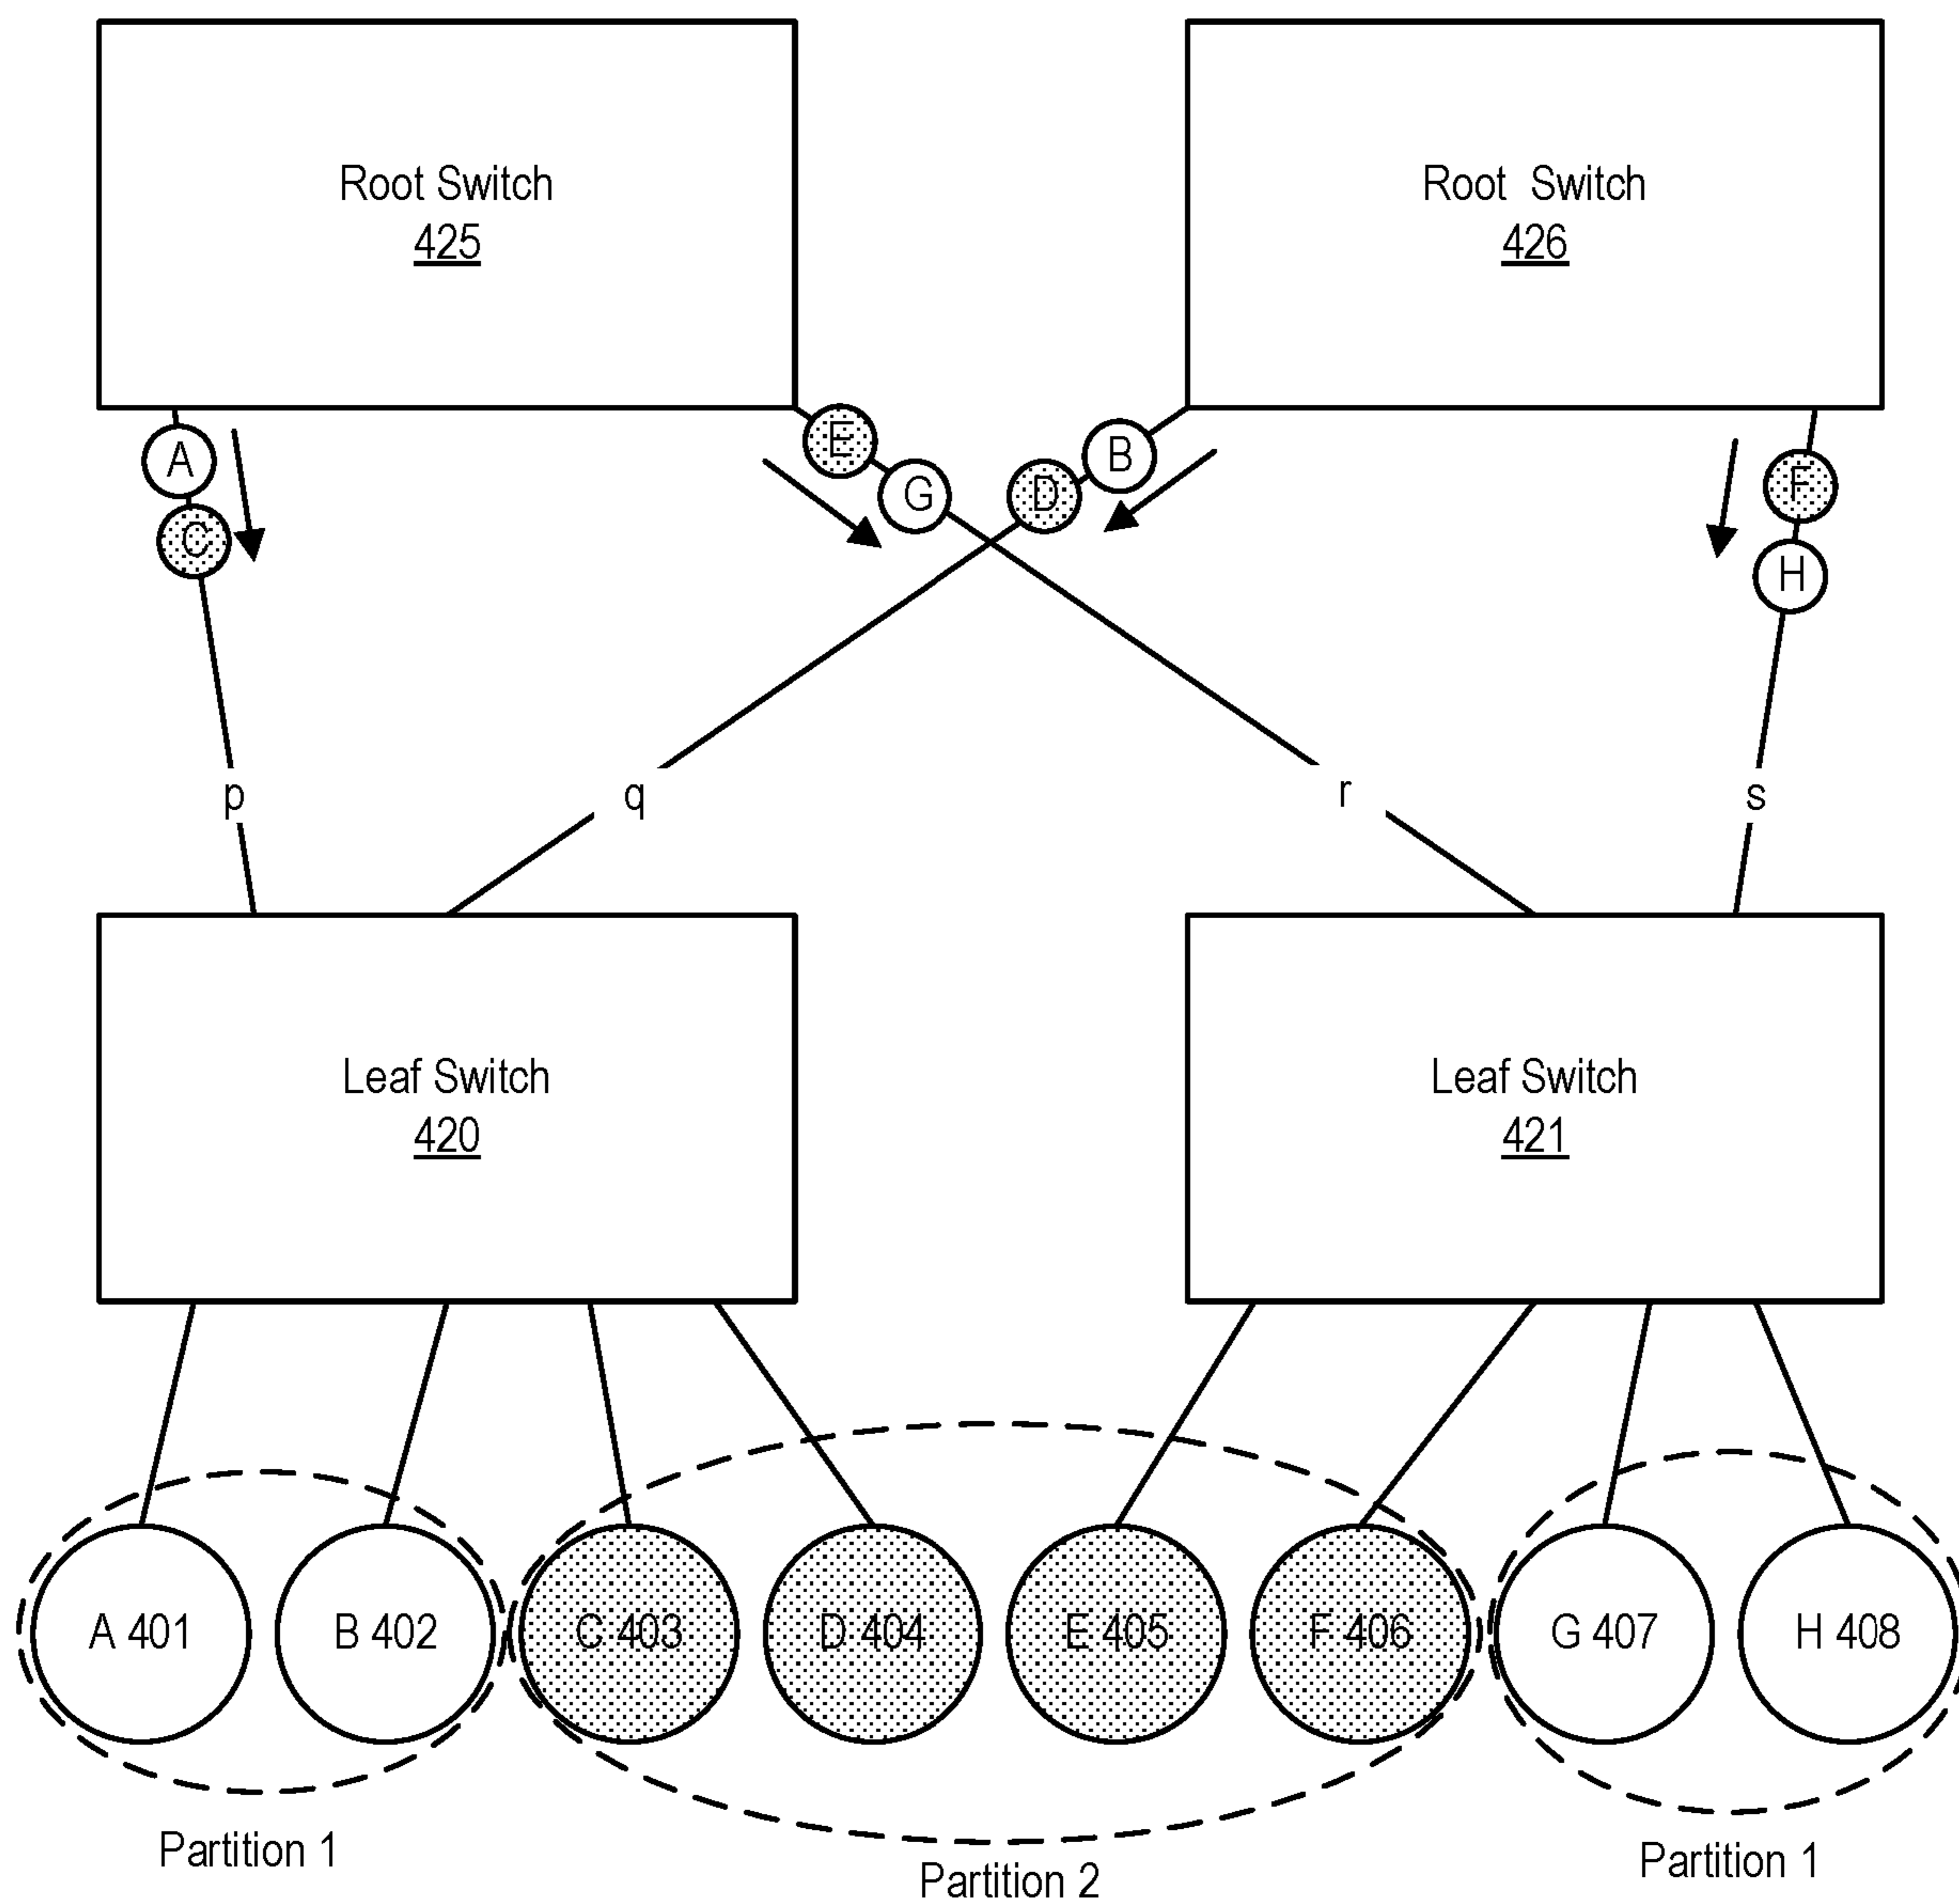 Root Switch
425
Root Switch
426
A
C
E
G
D
B
F
H
p
q
r
s
Leaf Switch
420
Leaf Switch
421
A 401
B 402
C 403
D 404
E 405
F 406
G 407
H 408
Partition 1
Partition 2
Partition 1